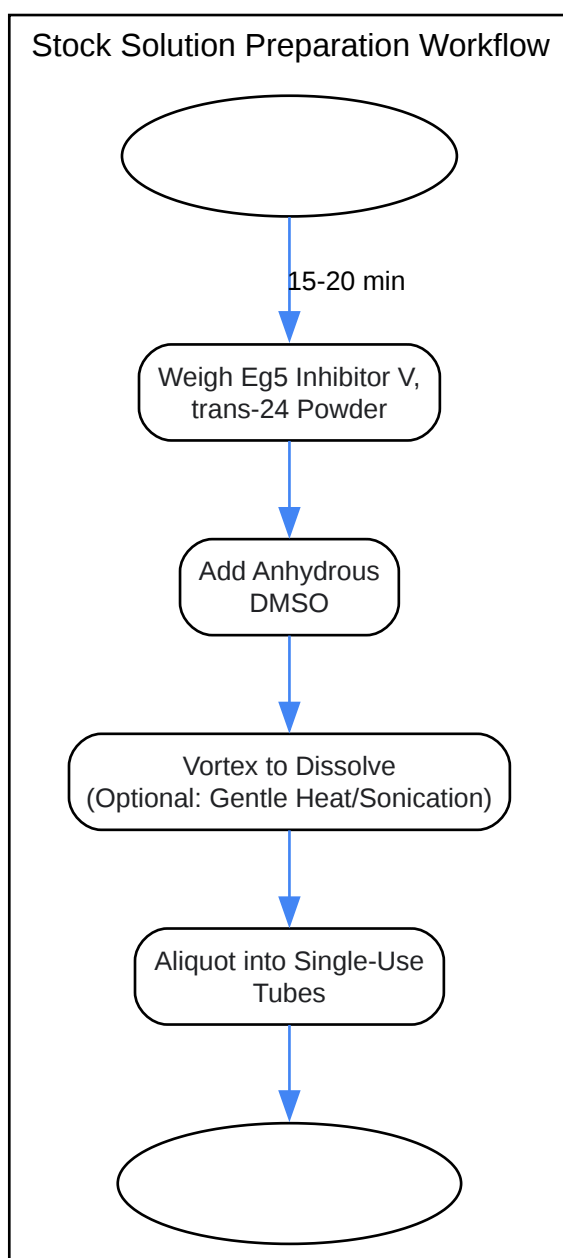 Stock Solution Preparation Workflow
15-20 min
Weigh Eg5 Inhibitor V,
trans-24 Powder
Add Anhydrous
DMSO
Vortex to Dissolve
(Optional: Gentle Heat/Sonication)
Aliquot into Single-Use
Tubes